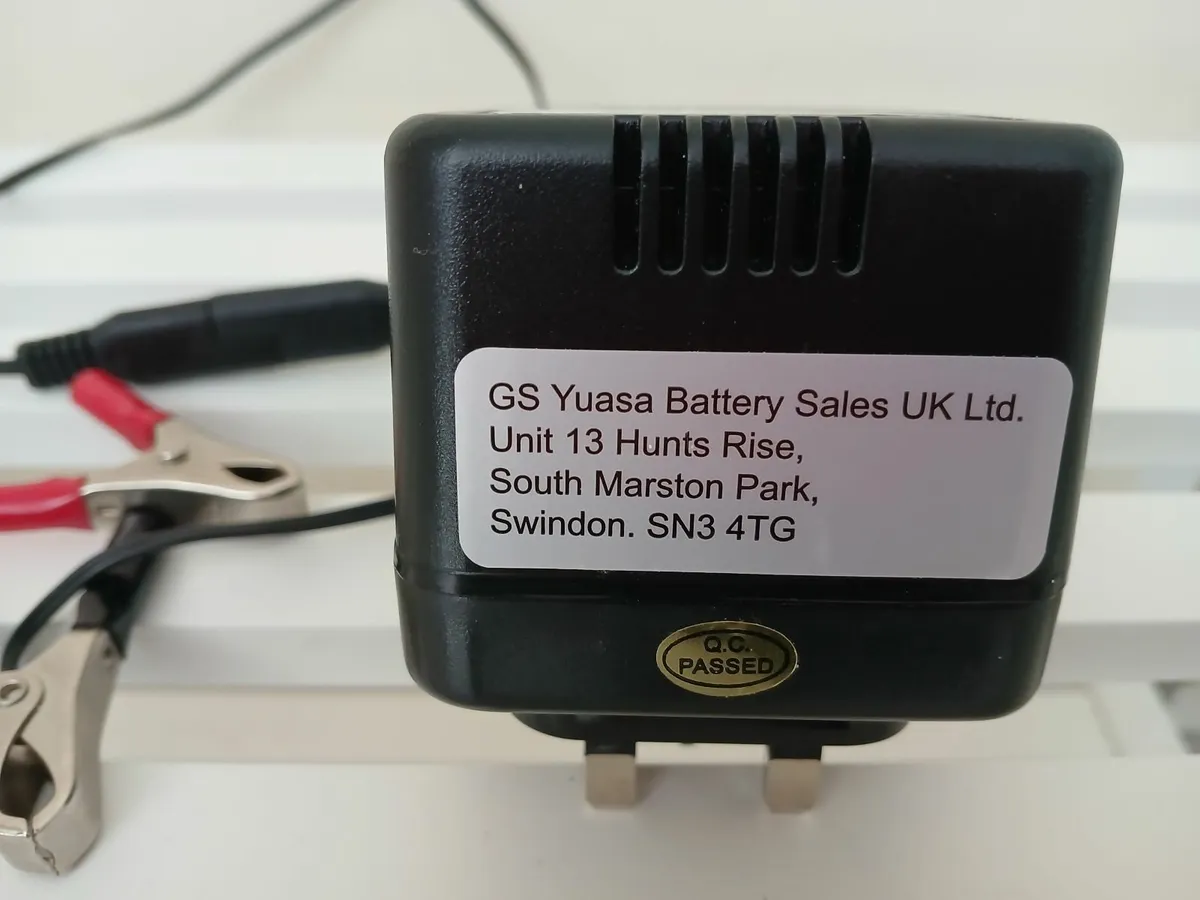 GS Yuasa Battery Sales UK Ltd.
Unit 13 Hunts Rise,
South Marston Park,
Swindon. SN3 4TG
Q.C.
PASSED